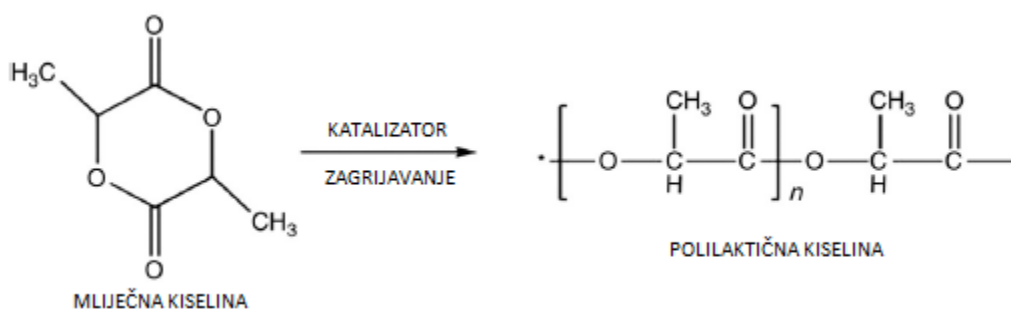 O
H₃C
O
O
CH₃
O
MLIJEČNA KISELINA
KATALIZATOR
ZAGRIJAVANJE
CH₃ O CH₃ O
O C C O C C
H n H
POLILAKTIČNA KISELINA